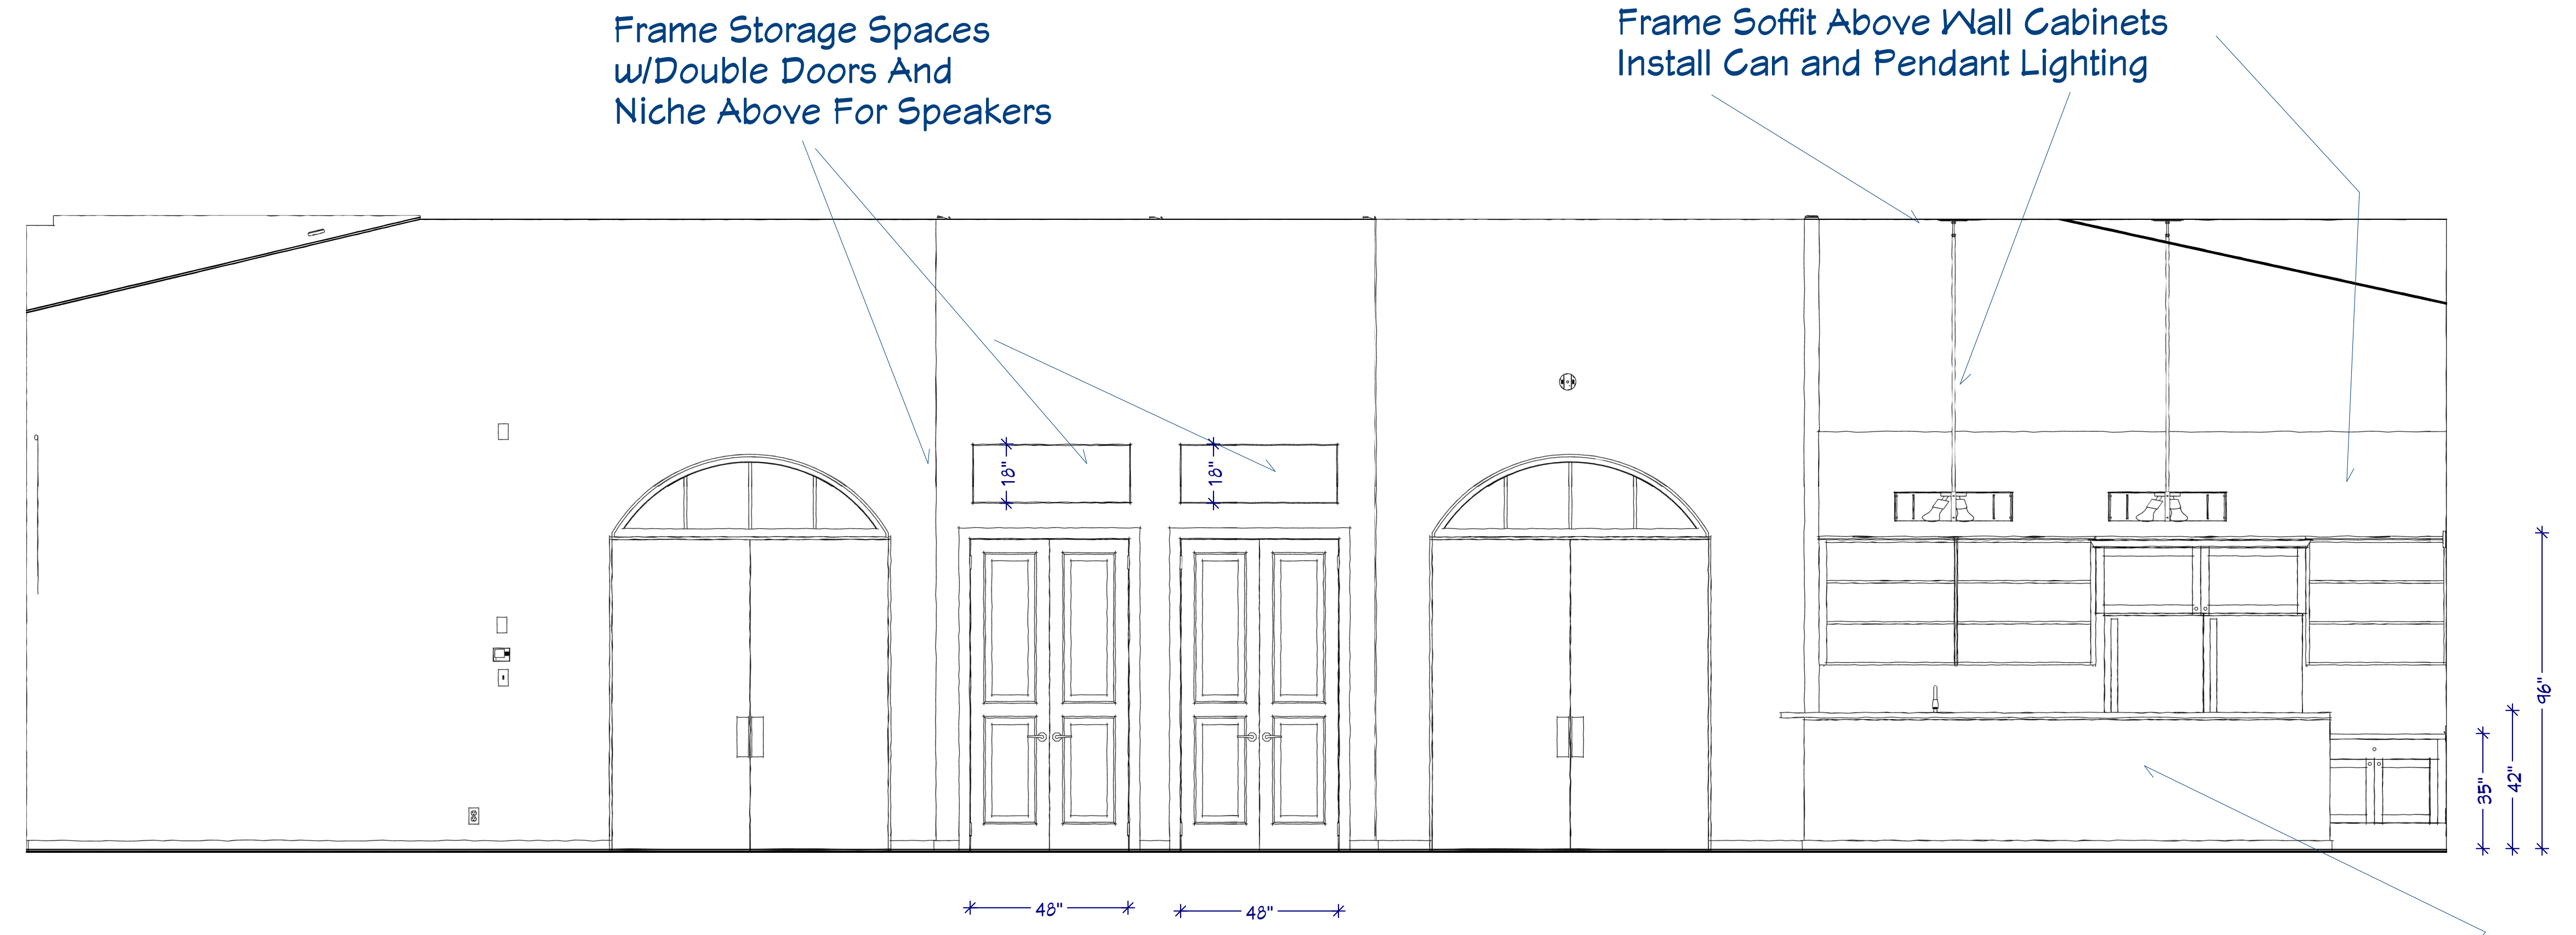 Frame Storage Spaces
w/Double Doors And
Niche Above For Speakers
Frame Soffit Above Wall Cabinets
Install Can and Pendant Lighting
18"
18"
96"
35"
42"
48"
48"